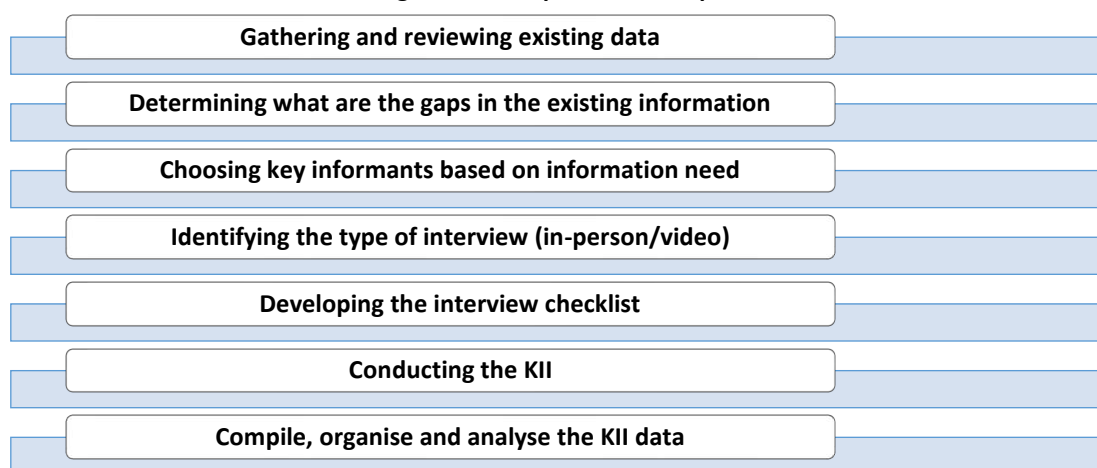 Gathering and reviewing existing data
Determining what are the gaps in the existing information
Choosing key informants based on information need
Identifying the type of interview (in-person/video)
Developing the interview checklist
Conducting the KII
Compile, organise and analyse the KII data